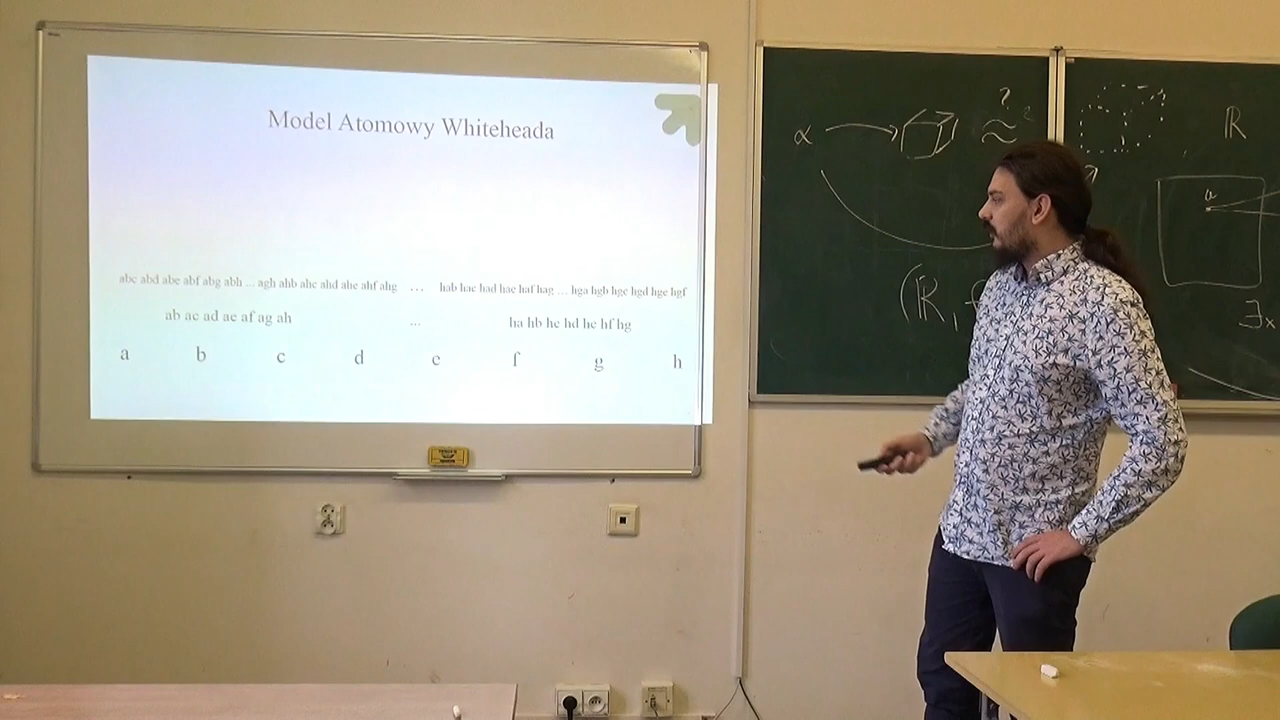 Model Atomowy Whiteheada
abc abd abe abf abg abh ... agh ahb ahc ahd ahe ahf ahg ... hab hac had hae haf hag ... hga hgb hgc hgd hge hgf
ab ac ad ae af ag ah ... ha hb hc hd he hf hg
a b c d e f g h
α
?
≈
ℝ
a
(ℝ,
∃x